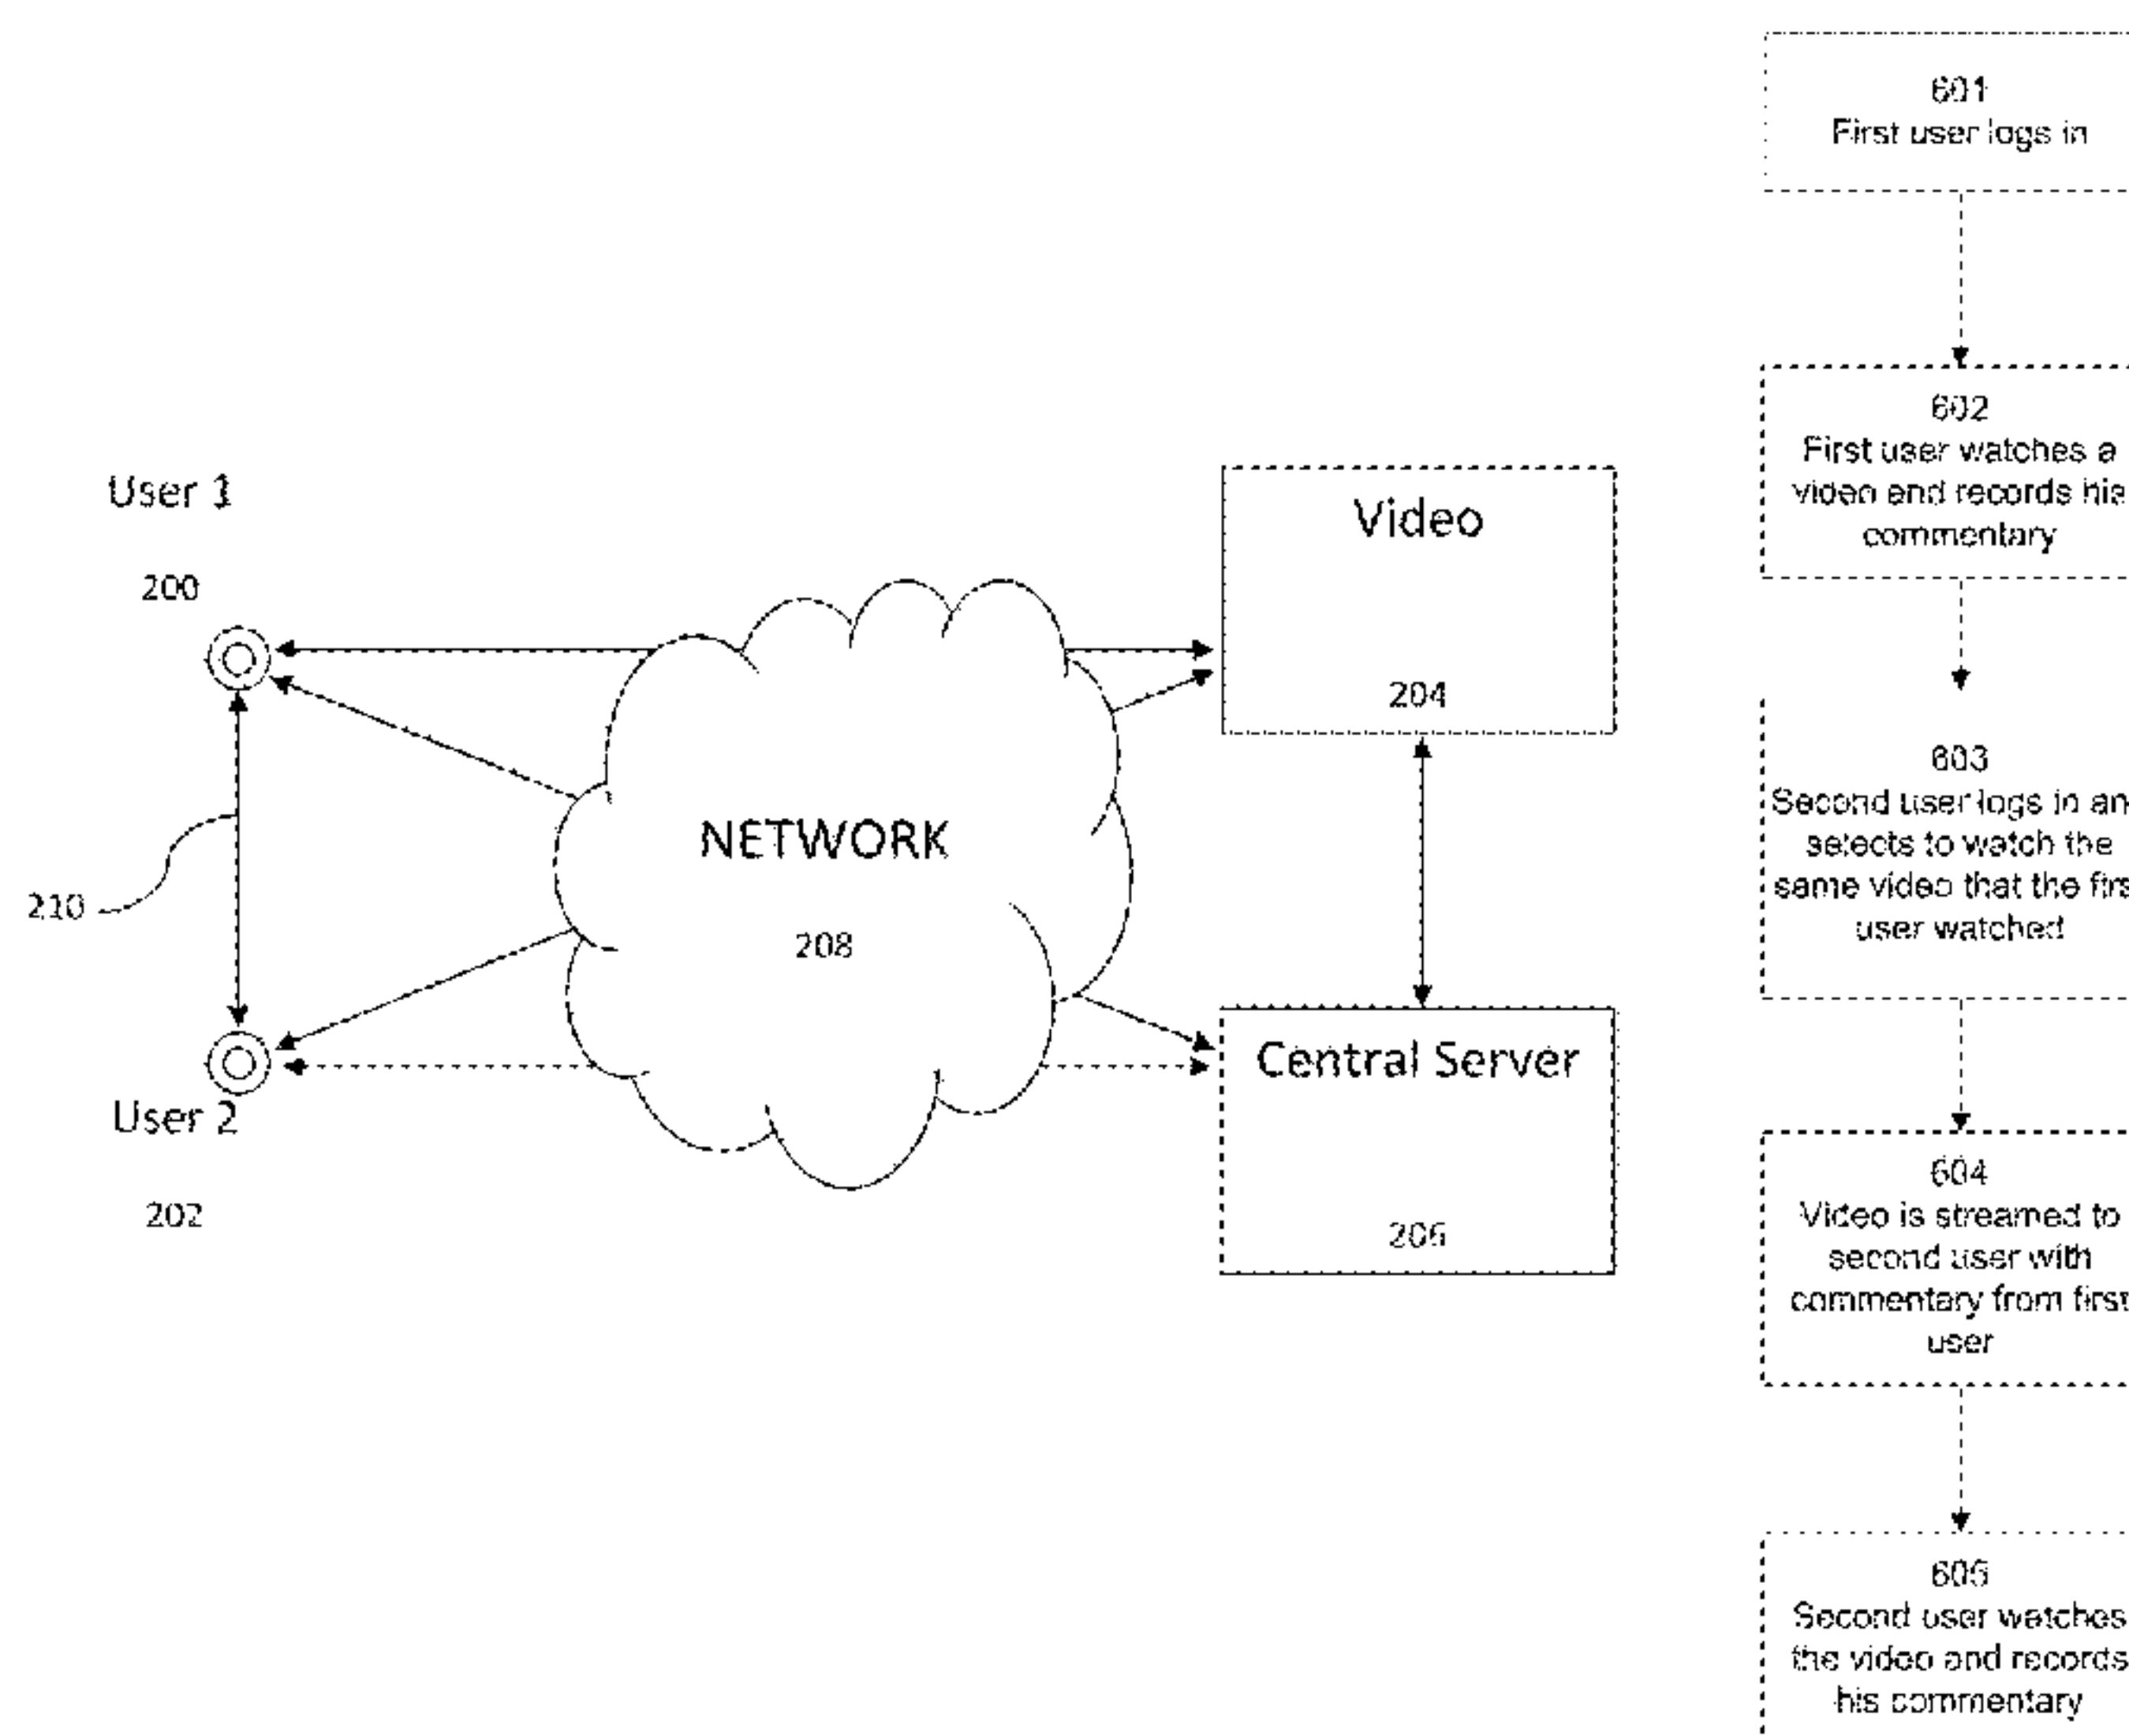 User 1
200
210
User 2
202
NETWORK
208
Video
204
Central Server
206
601
First user logs in
602
First user watches a
video and records his
commentary
603
Second user logs in an
selects to watch the
same video that the firs
user watched
604
Video is streamed to
second user with
commentary from first
user
605
Second user watches
the video and records
his commentary